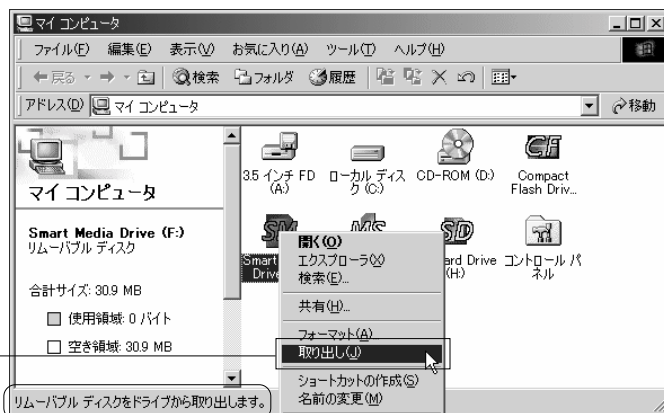 マイ コンピュータ
ファイル(F) 編集(E) 表示(V) お気に入り(A) ツール(T) ヘルプ(H)
戻る 検索 フォルダ 履歴
アドレス(D) マイ コンピュータ 移動
マイ コンピュータ
Smart Media Drive (F:)
リムーバブル ディスク
合計サイズ: 30.9 MB
使用領域: 0 バイト
空き領域: 30.9 MB
3.5 インチ FD (A:)
ローカル ディスク (C:)
CD-ROM (D:)
Compact Flash Driv...
SM
MS
SD
Smart
Drive
ard Drive (H:)
コントロール パネル
開く(O)
エクスプローラ(X)
検索(E)...
共有(H)...
フォーマット(A)...
取り出し(J)
ショートカットの作成(S)
名前の変更(M)
リムーバブル ディスクをドライブから取り出します。